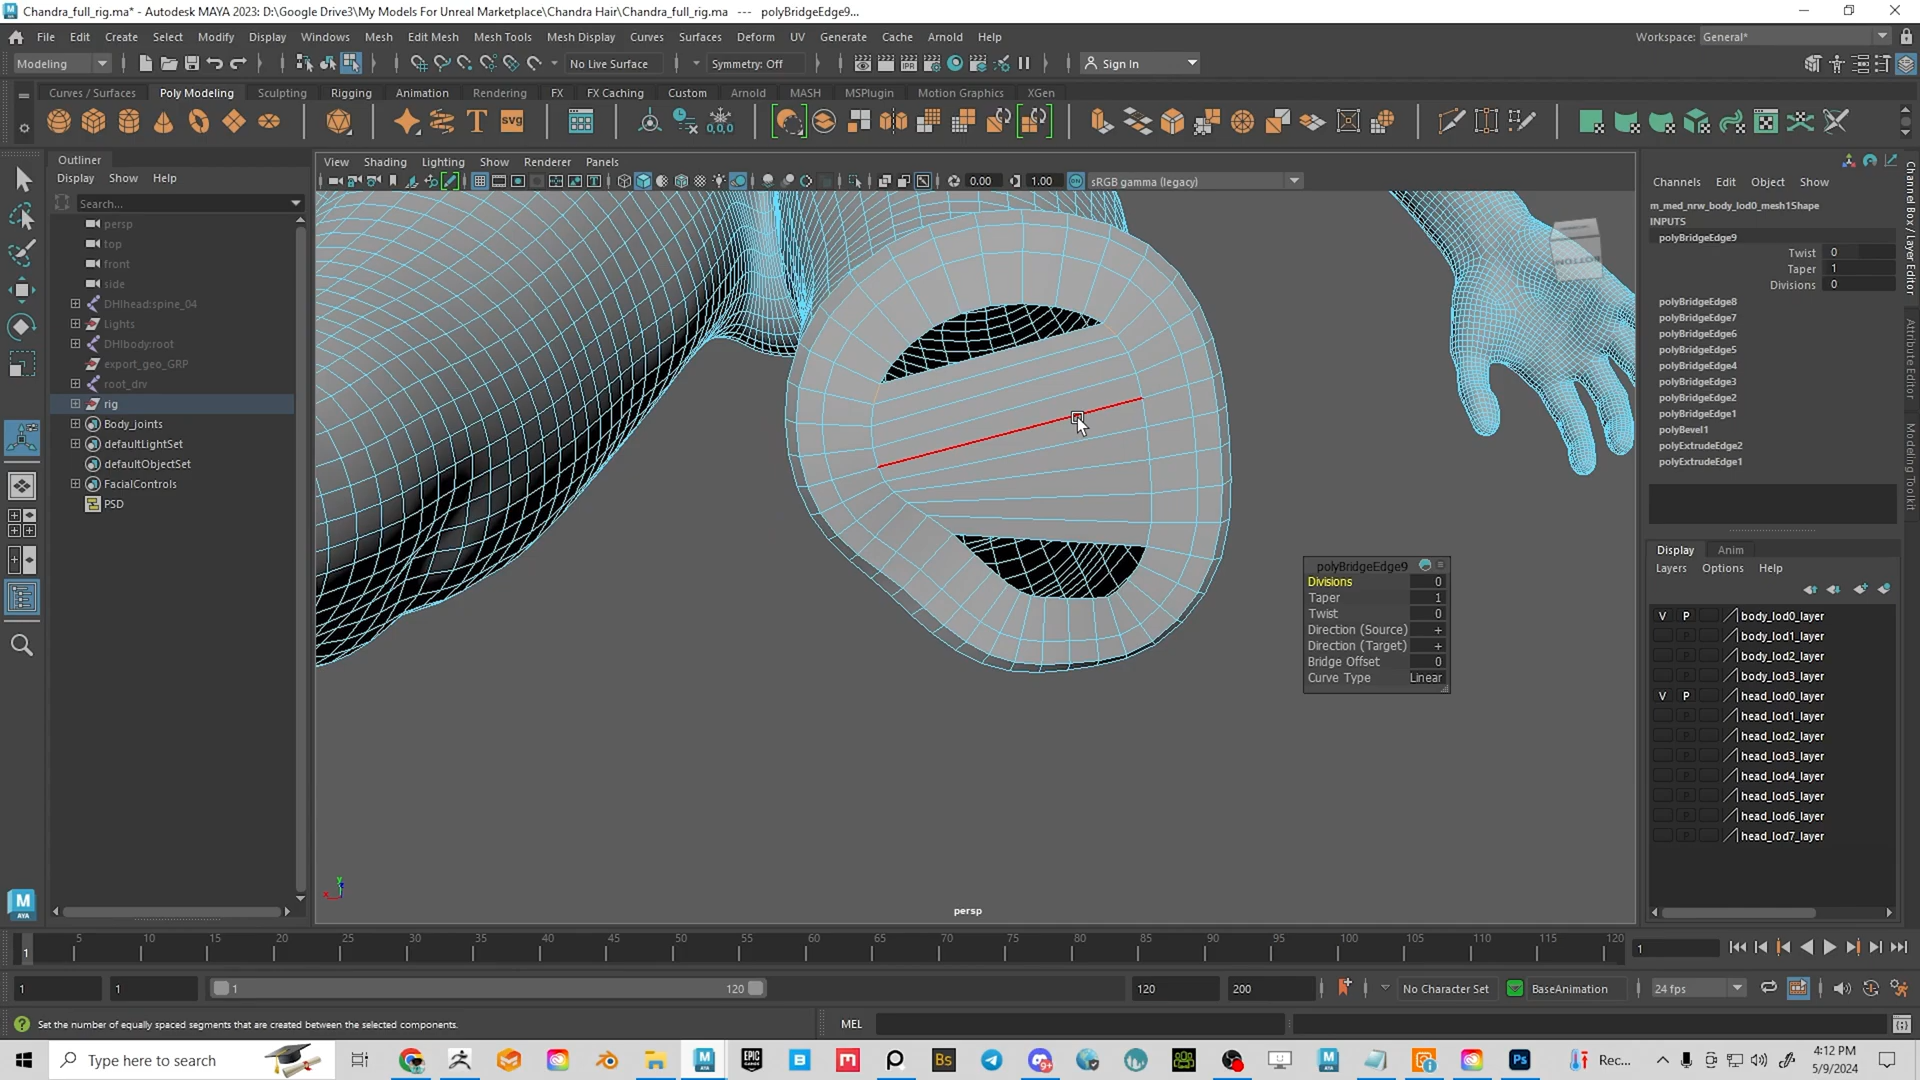 Chandra_full_rig.ma* - Autodesk MAYA 2023: D:\Google Drive3\My Models For Unreal Marketplace\Chandra Hair\Chandra_full_rig.ma --- polyBridgeEdge9...
File Edit Create Select Modify Display Windows Mesh Edit Mesh Mesh Tools Mesh Display Curves Surfaces Deform UV Generate Cache Arnold Help
Workspace: General*
Modeling
No Live Surface
Symmetry: Off
Sign In
Curves / Surfaces Poly Modeling Sculpting Rigging Animation Rendering FX FX Caching Custom Arnold MASH MSPlugin Motion Graphics XGen
Outliner
Display Show Help
Search...
persp
top
front
side
DHIhead:spine_04
Lights
DHIbody:root
export_geo_GRP
root_drv
rig
Body_joints
defaultLightSet
defaultObjectSet
FacialControls
PSD
View Shading Lighting Show Renderer Panels
0.00
1.00
sRGB gamma (legacy)
polyBridgeEdge9
Divisions 0
Taper 1
Twist 0
Direction (Source) +
Direction (Target) +
Bridge Offset 0
Curve Type Linear
persp
Channels Edit Object Show
m_med_nrw_body_lod0_mesh1Shape
INPUTS
polyBridgeEdge9
Twist 0
Taper 1
Divisions 0
polyBridgeEdge8
polyBridgeEdge7
polyBridgeEdge6
polyBridgeEdge5
polyBridgeEdge4
polyBridgeEdge3
polyBridgeEdge2
polyBridgeEdge1
polyBevel1
polyExtrudeEdge2
polyExtrudeEdge1
Display Anim
Layers Options Help
V P body_lod0_layer
P body_lod1_layer
P body_lod2_layer
P body_lod3_layer
V P head_lod0_layer
P head_lod1_layer
P head_lod2_layer
P head_lod3_layer
P head_lod4_layer
P head_lod5_layer
P head_lod6_layer
P head_lod7_layer
Channel Box / Layer Editor
Attribute Editor
Modeling Toolkit
1 5 10 15 20 25 30 35 40 45 50 55 60 65 70 75 80 85 90 95 100 105 110 115 120
1
1 1 1 120 120 200
No Character Set
BaseAnimation
24 fps
Set the number of equally spaced segments that are created between the selected components.
MEL
Type here to search
Rec...
4:12 PM
5/9/2024